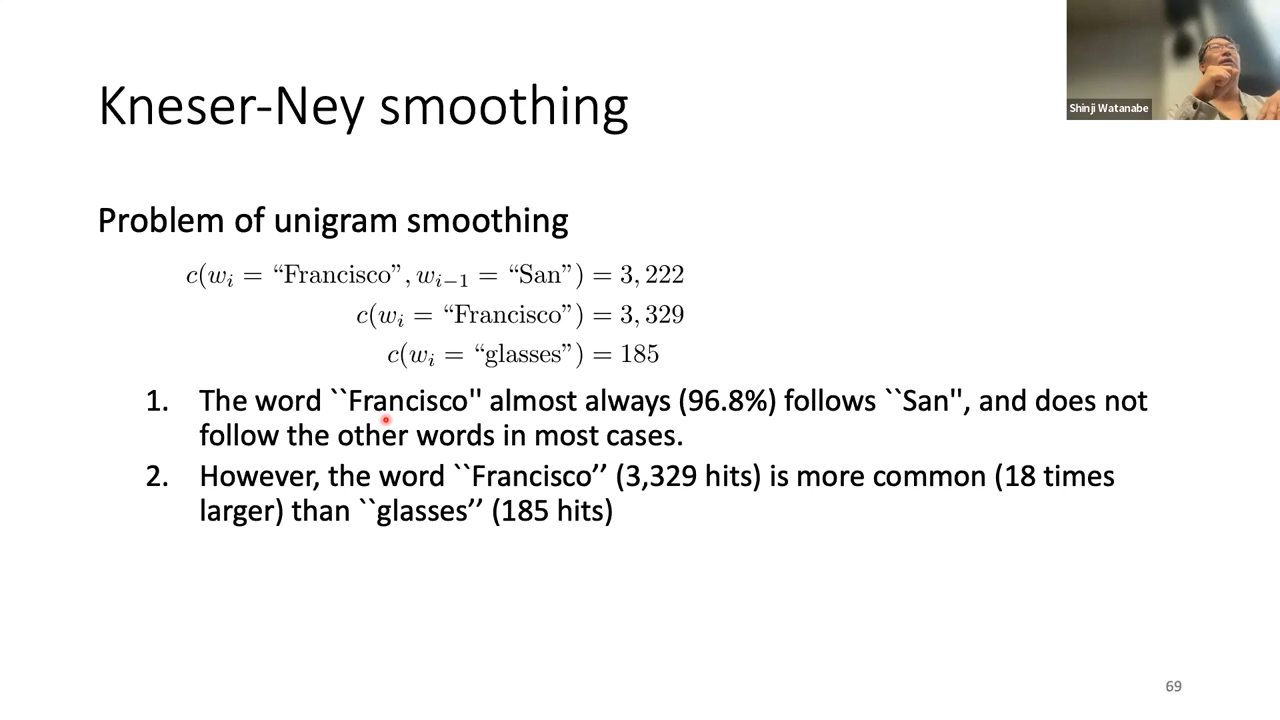 Kneser-Ney smoothing
Shinji Watanabe
Problem of unigram smoothing
c(w_i = “Francisco”, w_{i−1} = “San”) = 3, 222
c(w_i = “Francisco”) = 3, 329
c(w_i = “glasses”) = 185
1. The word ``Francisco'' almost always (96.8%) follows ``San'', and does not
follow the other words in most cases.
2. However, the word ``Francisco’’ (3,329 hits) is more common (18 times
larger) than ``glasses’’ (185 hits)
69